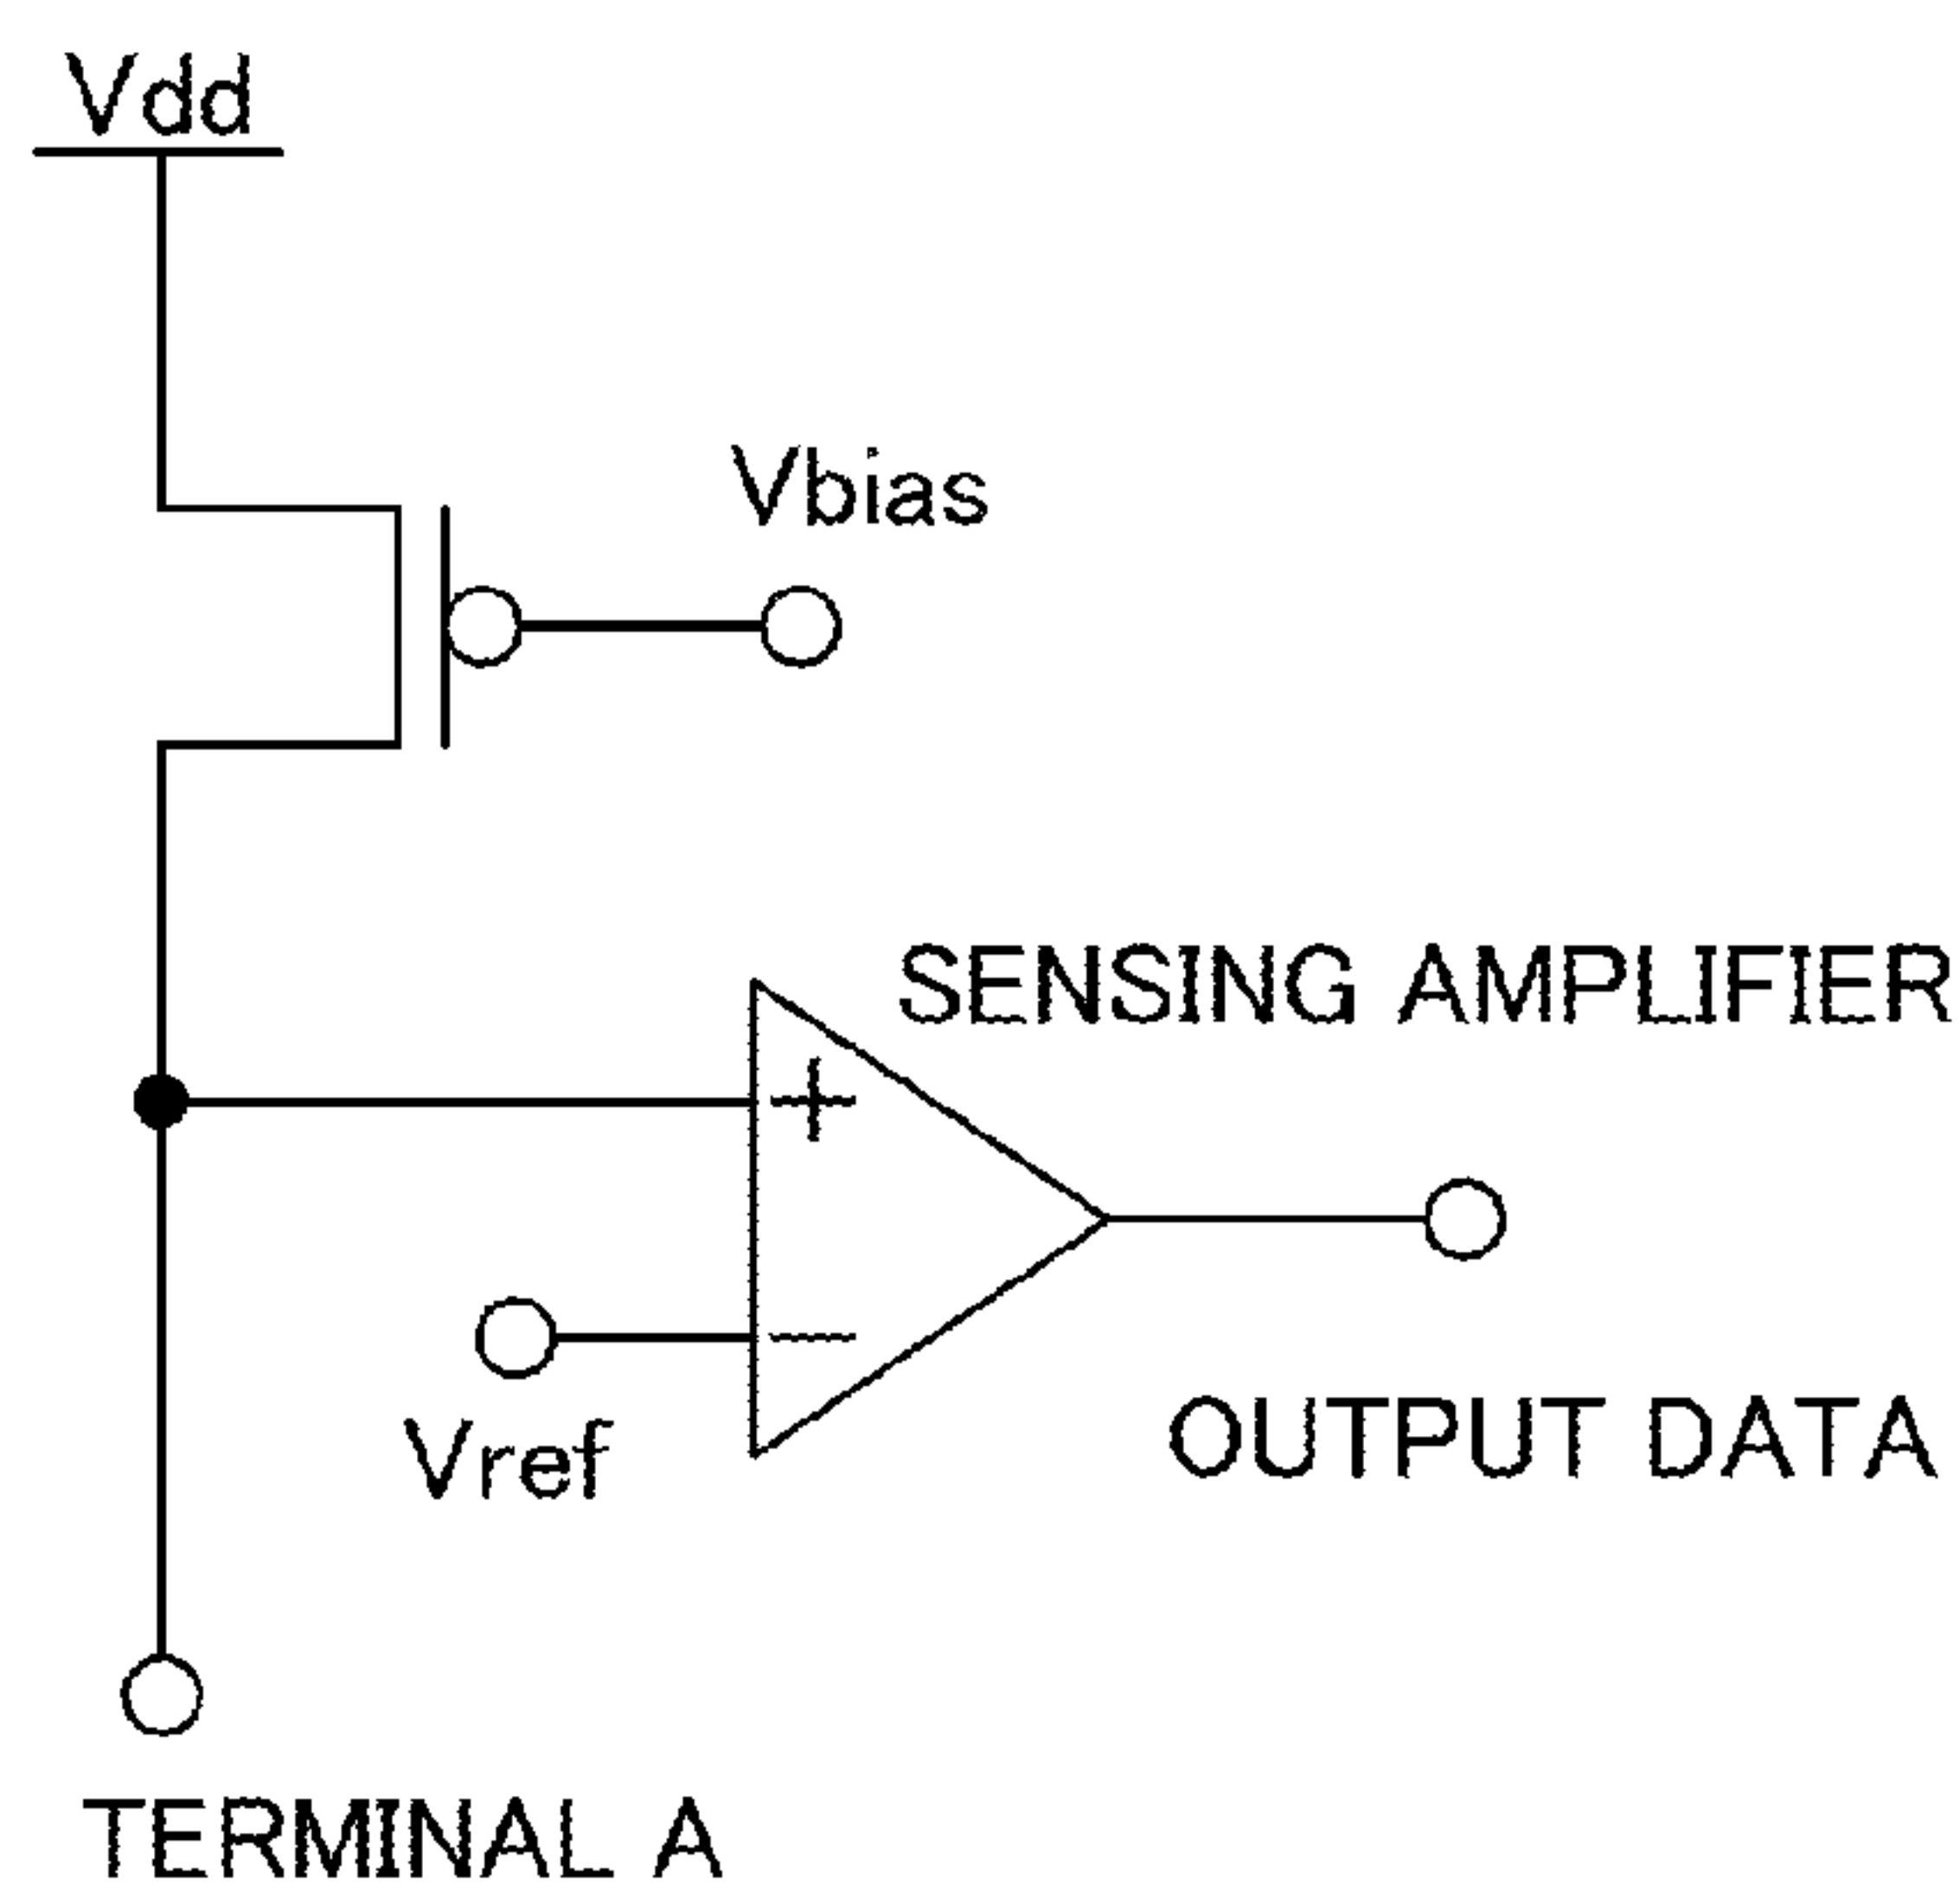 Vdd
Vbias
SENSING AMPLIFIER
+
−
Vref
OUTPUT DATA
TERMINAL A